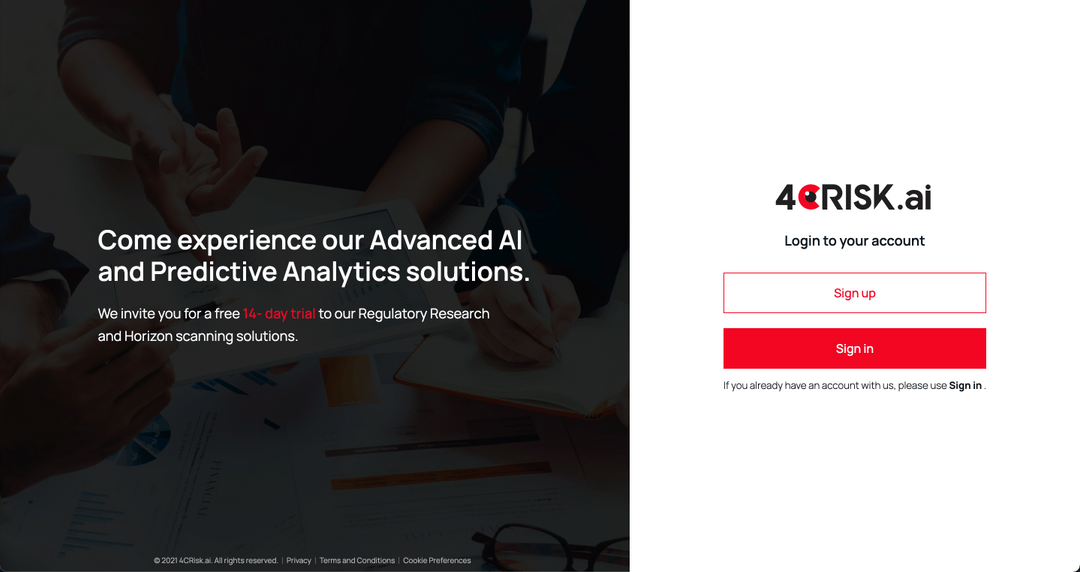 Come experience our Advanced AI
and Predictive Analytics solutions.
We invite you for a free 14- day trial to our Regulatory Research
and Horizon scanning solutions.
© 2021 4CRisk.ai. All rights reserved. | Privacy | Terms and Conditions | Cookie Preferences
4CRISK.ai
Login to your account
Sign up
Sign in
If you already have an account with us, please use Sign in .